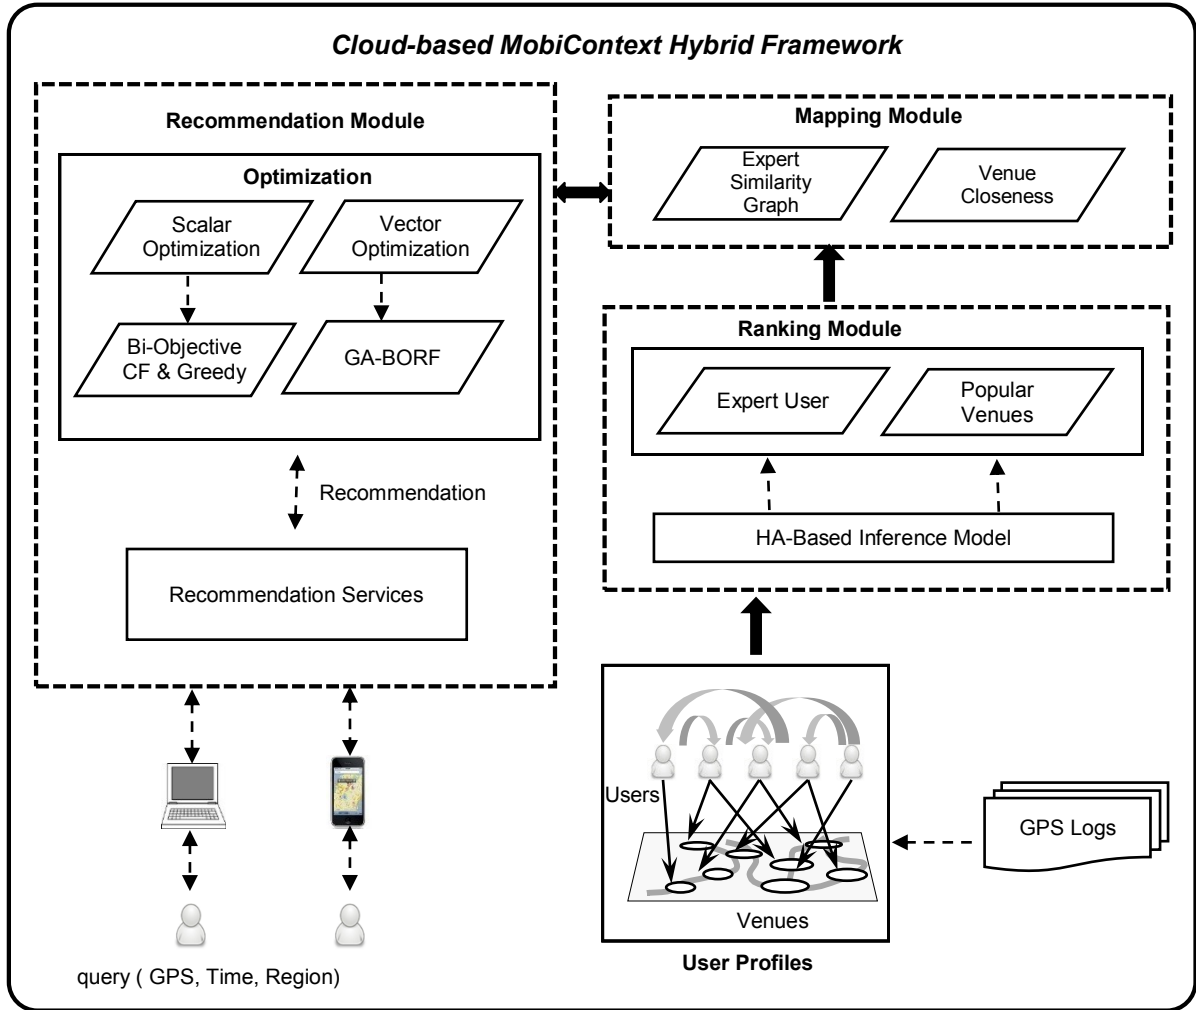 Cloud-based MobiContext Hybrid Framework
Recommendation Module
Optimization
Scalar
Optimization
Vector
Optimization
Bi-Objective
CF & Greedy
GA-BORF
Recommendation
Recommendation Services
query ( GPS, Time, Region)
Mapping Module
Expert
Similarity
Graph
Venue
Closeness
Ranking Module
Expert User
Popular
Venues
HA-Based Inference Model
Users
Venues
User Profiles
GPS Logs